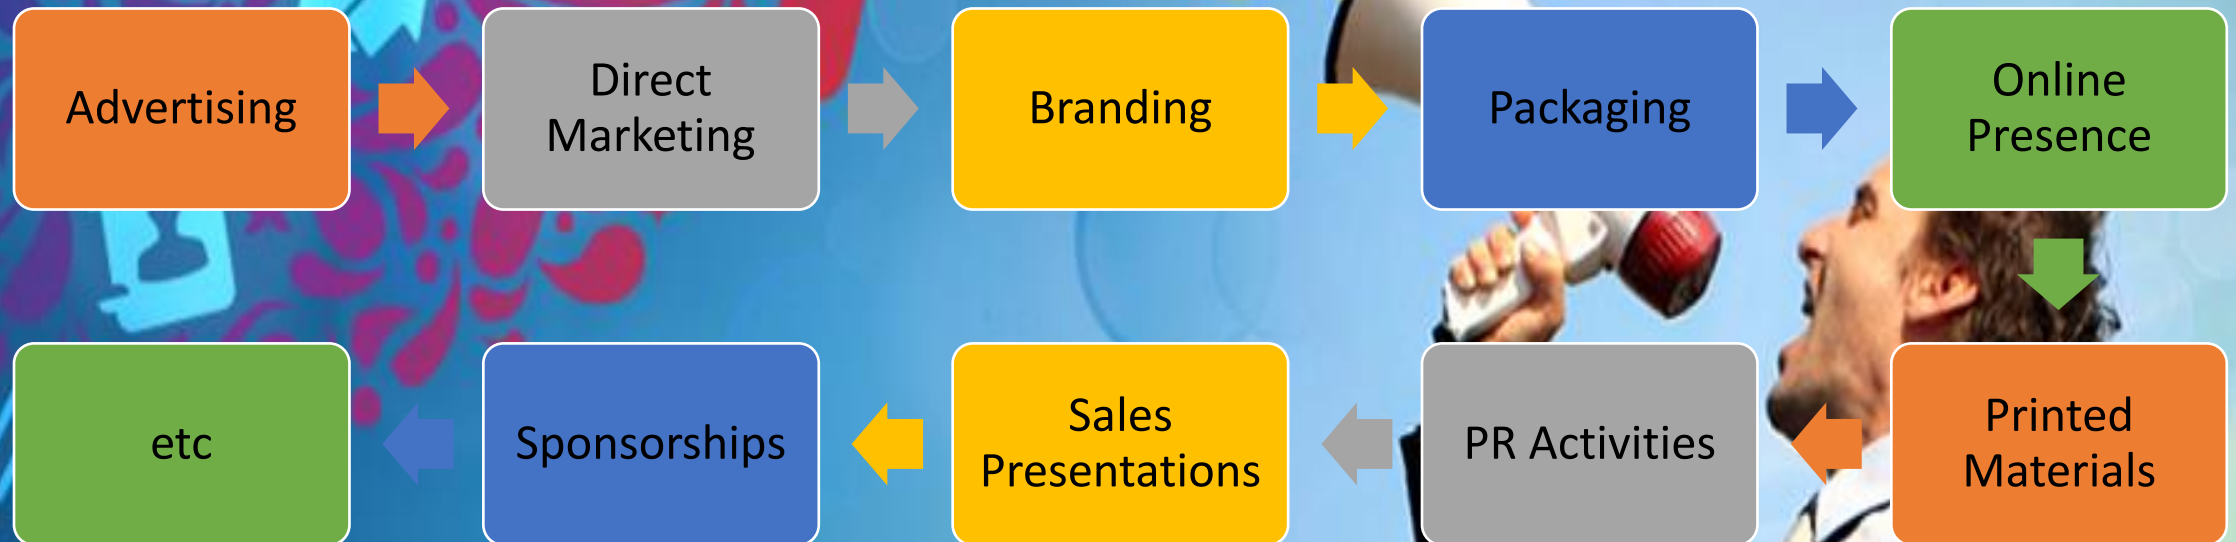 Advertising
Direct
Marketing
Branding
Packaging
Online
Presence
Printed
Materials
PR Activities
Sales
Presentations
Sponsorships
etc